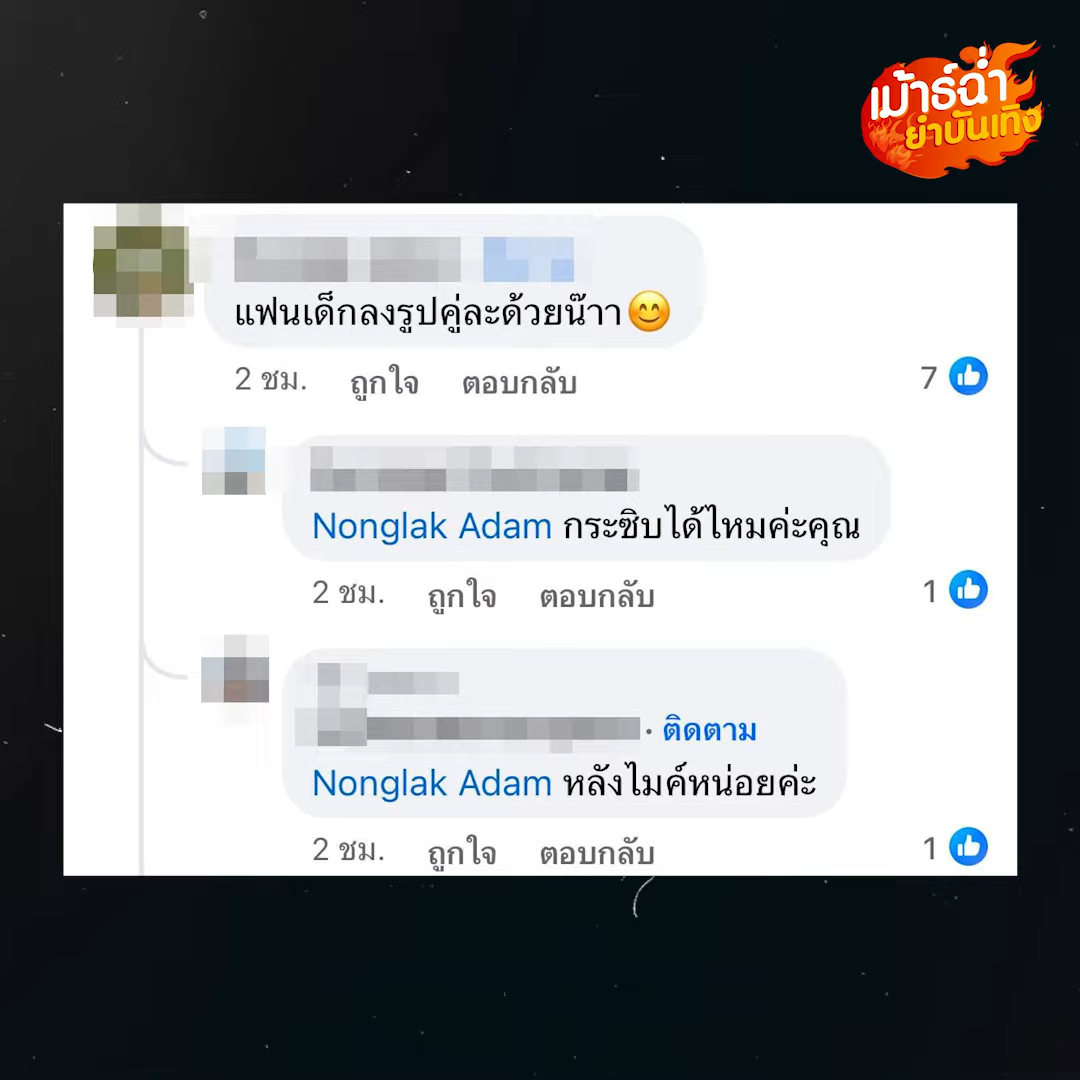 เม้าธ์ฉ่ำ
ยำบันเทิง
แฟนเด็กลงรูปคู่ละด้วยน๊าา😊
2 ชม. ถูกใจ ตอบกลับ 7
Nonglak Adam กระซิบได้ไหมค่ะคุณ
2 ชม. ถูกใจ ตอบกลับ 1
· ติดตาม
Nonglak Adam หลังไมค์หน่อยค่ะ
2 ชม. ถูกใจ ตอบกลับ 1